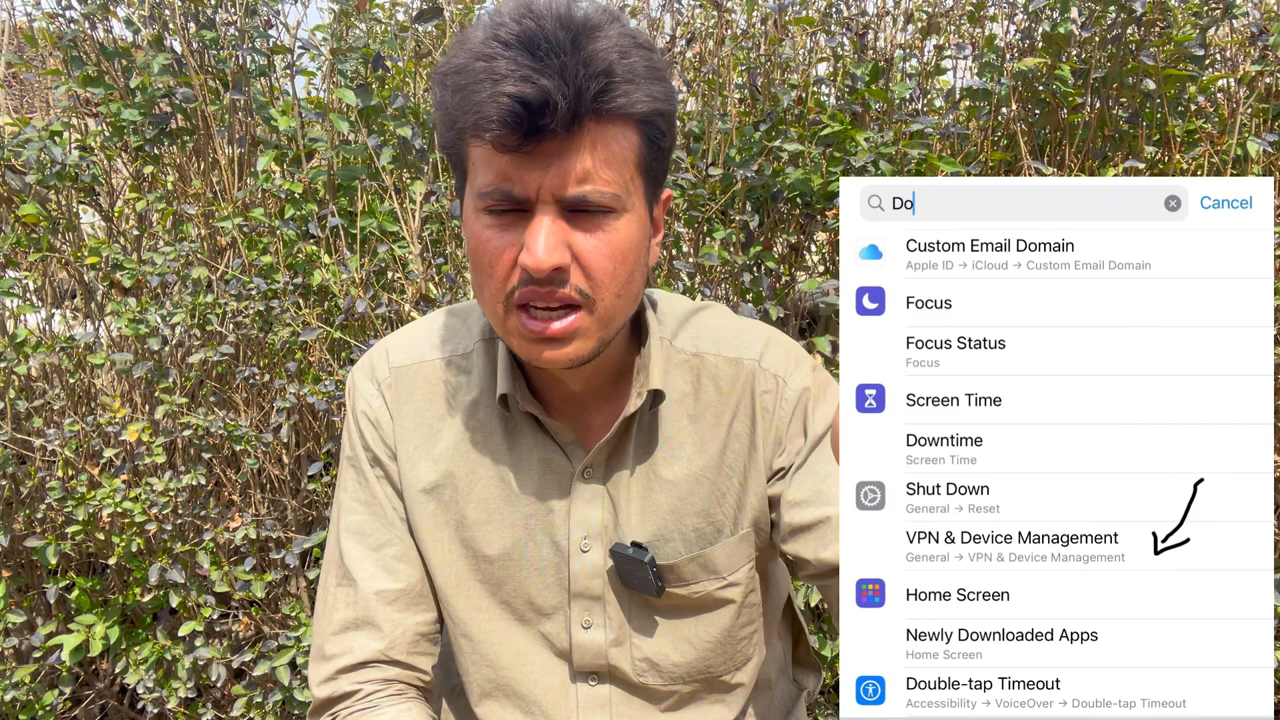 Do
Cancel
Custom Email Domain
Apple ID → iCloud → Custom Email Domain
Focus
Focus Status
Focus
Screen Time
Downtime
Screen Time
Shut Down
General → Reset
VPN & Device Management
General → VPN & Device Management
Home Screen
Newly Downloaded Apps
Home Screen
Double-tap Timeout
Accessibility → VoiceOver → Double-tap Timeout